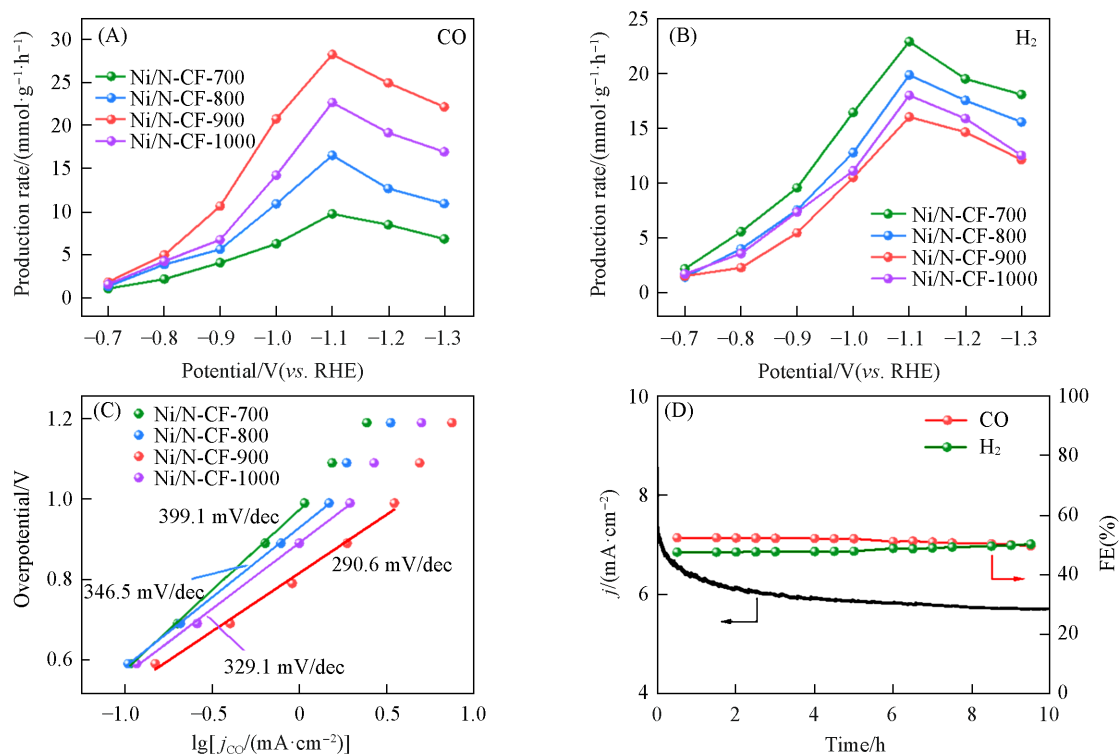 (A)
CO
Production rate/(mmol·g⁻¹·h⁻¹)
30
25
20
15
10
5
0
Ni/N-CF-700
Ni/N-CF-800
Ni/N-CF-900
Ni/N-CF-1000
−0.7 −0.8 −0.9 −1.0 −1.1 −1.2 −1.3
Potential/V(vs. RHE)
(B)
H₂
Production rate/(mmol·g⁻¹·h⁻¹)
25
20
15
10
5
0
Ni/N-CF-700
Ni/N-CF-800
Ni/N-CF-900
Ni/N-CF-1000
−0.7 −0.8 −0.9 −1.0 −1.1 −1.2 −1.3
Potential/V(vs. RHE)
(C)
Overpotential/V
1.2
1.0
0.8
0.6
Ni/N-CF-700
Ni/N-CF-800
Ni/N-CF-900
Ni/N-CF-1000
399.1 mV/dec
290.6 mV/dec
346.5 mV/dec
329.1 mV/dec
−1.0 −0.5 0 0.5 1.0
lg[jCO/(mA·cm⁻²)]
(D)
CO
H₂
j/(mA·cm⁻²)
10
8
6
4
FE(%)
100
80
60
40
20
0
0 2 4 6 8 10
Time/h